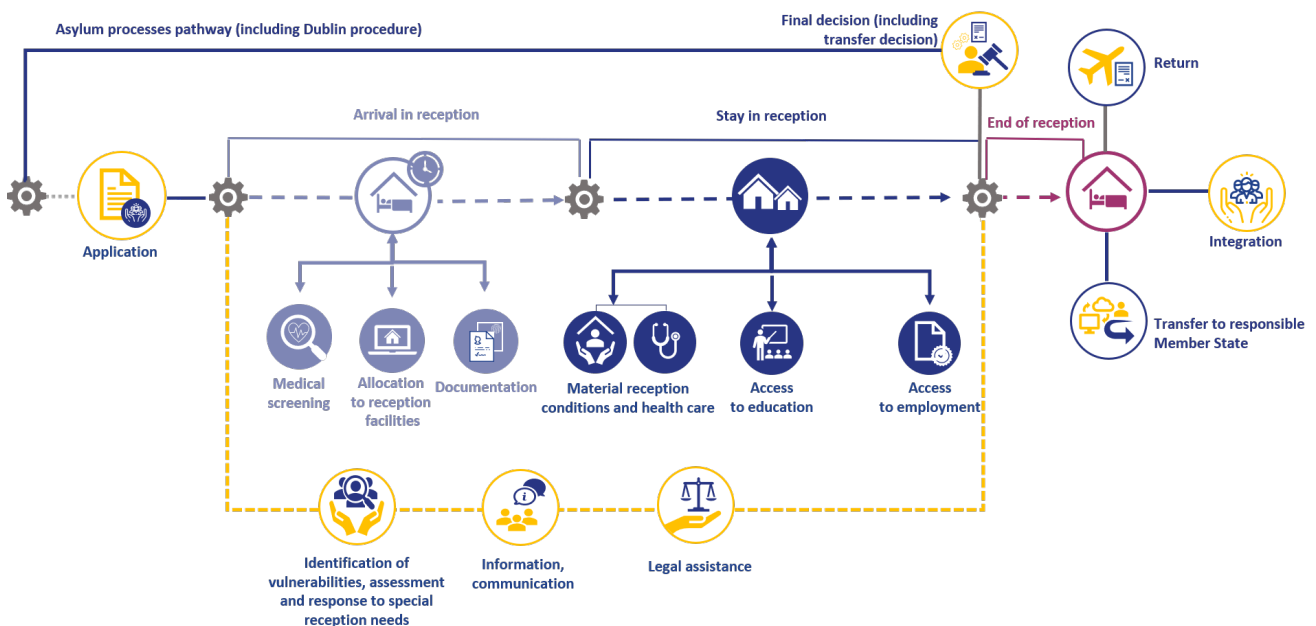 Asylum processes pathway (including Dublin procedure)
Final decision (including
transfer decision)
Return
Arrival in reception
Stay in reception
End of reception
Application
Integration
Medical
screening
Allocation
to reception
facilities
Documentation
Material reception
conditions and health care
Access
to education
Access
to employment
Transfer to responsible
Member State
Identification of
vulnerabilities, assessment
and response to special
reception needs
Information,
communication
Legal assistance